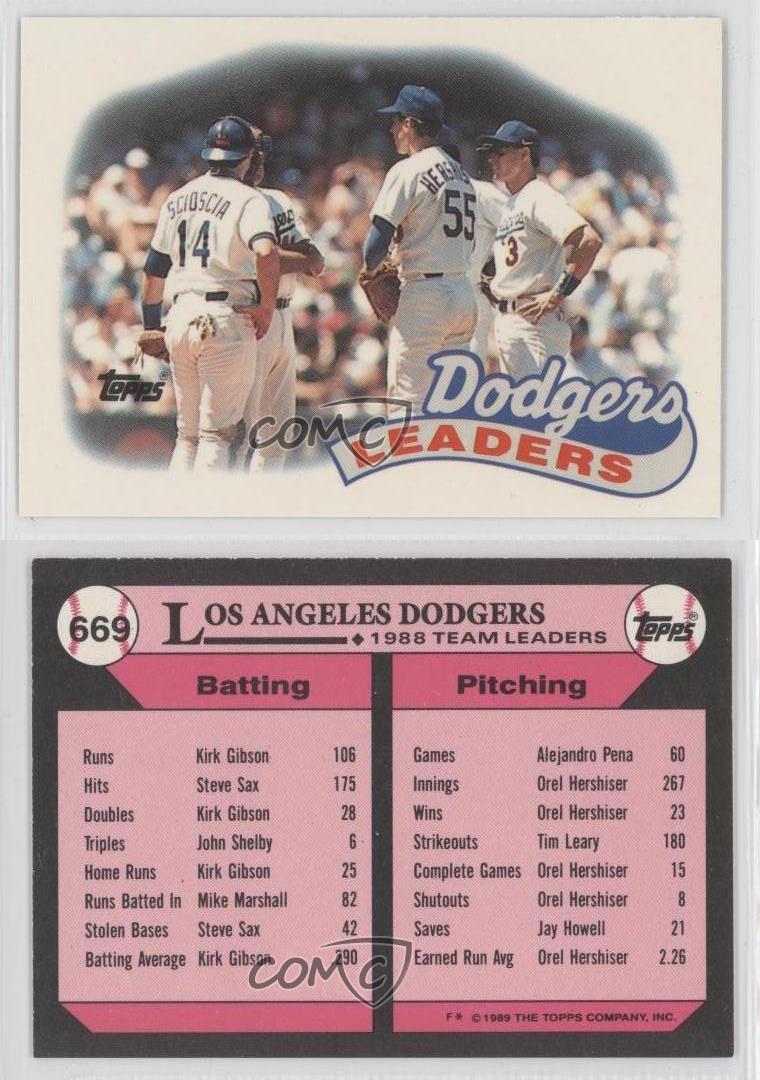 SCIOSCIA
14
HERSHI
55
3
Topps®
Dodgers
LEADERS
COMC
669
LOS ANGELES DODGERS
◆ 1988 TEAM LEADERS
Topps®
Batting
Pitching
Runs Kirk Gibson 106
Hits Steve Sax 175
Doubles Kirk Gibson 28
Triples John Shelby 6
Home Runs Kirk Gibson 25
Runs Batted In Mike Marshall 82
Stolen Bases Steve Sax 42
Batting Average Kirk Gibson 290
Games Alejandro Pena 60
Innings Orel Hershiser 267
Wins Orel Hershiser 23
Strikeouts Tim Leary 180
Complete Games Orel Hershiser 15
Shutouts Orel Hershiser 8
Saves Jay Howell 21
Earned Run Avg Orel Hershiser 2.26
COMC
F* ©1989 THE TOPPS COMPANY, INC.